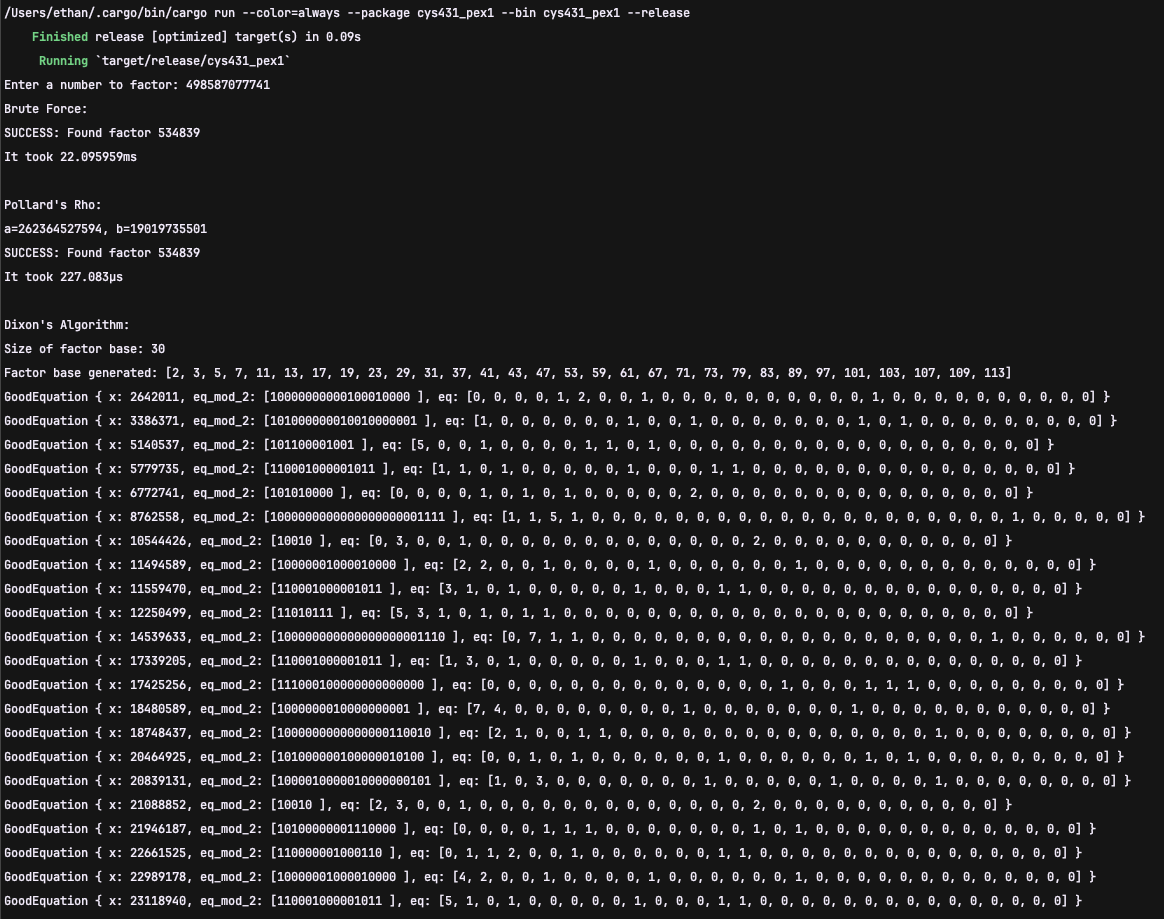 /Users/ethan/.cargo/bin/cargo run --color=always --package cys431_pex1 --bin cys431_pex1 --release
Finished release [optimized] target(s) in 0.09s
Running `target/release/cys431_pex1`
Enter a number to factor: 498587077741
Brute Force:
SUCCESS: Found factor 534839
It took 22.095959ms
Pollard's Rho:
a=262364527594, b=19019735501
SUCCESS: Found factor 534839
It took 227.083µs
Dixon's Algorithm:
Size of factor base: 30
Factor base generated: [2, 3, 5, 7, 11, 13, 17, 19, 23, 29, 31, 37, 41, 43, 47, 53, 59, 61, 67, 71, 73, 79, 83, 89, 97, 101, 103, 107, 109, 113]
GoodEquation { x: 2642011, eq_mod_2: [10000000000100010000 ], eq: [0, 0, 0, 0, 1, 2, 0, 0, 1, 0, 0, 0, 0, 0, 0, 0, 0, 0, 0, 1, 0, 0, 0, 0, 0, 0, 0, 0, 0, 0] }
GoodEquation { x: 3386371, eq_mod_2: [101000000010010000001 ], eq: [1, 0, 0, 0, 0, 0, 0, 1, 0, 0, 1, 0, 0, 0, 0, 0, 0, 0, 1, 0, 1, 0, 0, 0, 0, 0, 0, 0, 0, 0] }
GoodEquation { x: 5140537, eq_mod_2: [101100001001 ], eq: [5, 0, 0, 1, 0, 0, 0, 0, 1, 1, 0, 1, 0, 0, 0, 0, 0, 0, 0, 0, 0, 0, 0, 0, 0, 0, 0, 0, 0, 0] }
GoodEquation { x: 5779735, eq_mod_2: [110001000001011 ], eq: [1, 1, 0, 1, 0, 0, 0, 0, 0, 1, 0, 0, 0, 1, 1, 0, 0, 0, 0, 0, 0, 0, 0, 0, 0, 0, 0, 0, 0, 0] }
GoodEquation { x: 6772741, eq_mod_2: [101010000 ], eq: [0, 0, 0, 0, 1, 0, 1, 0, 1, 0, 0, 0, 0, 0, 2, 0, 0, 0, 0, 0, 0, 0, 0, 0, 0, 0, 0, 0, 0, 0] }
GoodEquation { x: 8762558, eq_mod_2: [1000000000000000000001111 ], eq: [1, 1, 5, 1, 0, 0, 0, 0, 0, 0, 0, 0, 0, 0, 0, 0, 0, 0, 0, 0, 0, 0, 0, 0, 1, 0, 0, 0, 0, 0] }
GoodEquation { x: 10544426, eq_mod_2: [10010 ], eq: [0, 3, 0, 0, 1, 0, 0, 0, 0, 0, 0, 0, 0, 0, 0, 0, 0, 0, 2, 0, 0, 0, 0, 0, 0, 0, 0, 0, 0, 0] }
GoodEquation { x: 11494589, eq_mod_2: [10000001000010000 ], eq: [2, 2, 0, 0, 1, 0, 0, 0, 0, 1, 0, 0, 0, 0, 0, 0, 1, 0, 0, 0, 0, 0, 0, 0, 0, 0, 0, 0, 0, 0] }
GoodEquation { x: 11559470, eq_mod_2: [110001000001011 ], eq: [3, 1, 0, 1, 0, 0, 0, 0, 0, 1, 0, 0, 0, 1, 1, 0, 0, 0, 0, 0, 0, 0, 0, 0, 0, 0, 0, 0, 0, 0] }
GoodEquation { x: 12250499, eq_mod_2: [11010111 ], eq: [5, 3, 1, 0, 1, 0, 1, 1, 0, 0, 0, 0, 0, 0, 0, 0, 0, 0, 0, 0, 0, 0, 0, 0, 0, 0, 0, 0, 0, 0] }
GoodEquation { x: 14539633, eq_mod_2: [100000000000000000001110 ], eq: [0, 7, 1, 1, 0, 0, 0, 0, 0, 0, 0, 0, 0, 0, 0, 0, 0, 0, 0, 0, 0, 0, 0, 1, 0, 0, 0, 0, 0, 0] }
GoodEquation { x: 17339205, eq_mod_2: [110001000001011 ], eq: [1, 3, 0, 1, 0, 0, 0, 0, 0, 1, 0, 0, 0, 1, 1, 0, 0, 0, 0, 0, 0, 0, 0, 0, 0, 0, 0, 0, 0, 0] }
GoodEquation { x: 17425256, eq_mod_2: [111000100000000000000 ], eq: [0, 0, 0, 0, 0, 0, 0, 0, 0, 0, 0, 0, 0, 0, 1, 0, 0, 0, 1, 1, 1, 0, 0, 0, 0, 0, 0, 0, 0, 0] }
GoodEquation { x: 18480589, eq_mod_2: [1000000010000000001 ], eq: [7, 4, 0, 0, 0, 0, 0, 0, 0, 0, 1, 0, 0, 0, 0, 0, 0, 0, 1, 0, 0, 0, 0, 0, 0, 0, 0, 0, 0, 0] }
GoodEquation { x: 18748437, eq_mod_2: [1000000000000000110010 ], eq: [2, 1, 0, 0, 1, 1, 0, 0, 0, 0, 0, 0, 0, 0, 0, 0, 0, 0, 0, 0, 0, 1, 0, 0, 0, 0, 0, 0, 0, 0] }
GoodEquation { x: 20464925, eq_mod_2: [101000000100000010100 ], eq: [0, 0, 1, 0, 1, 0, 0, 0, 0, 0, 0, 1, 0, 0, 0, 0, 0, 0, 1, 0, 1, 0, 0, 0, 0, 0, 0, 0, 0, 0] }
GoodEquation { x: 20839131, eq_mod_2: [1000010000010000000101 ], eq: [1, 0, 3, 0, 0, 0, 0, 0, 0, 0, 1, 0, 0, 0, 0, 0, 1, 0, 0, 0, 0, 1, 0, 0, 0, 0, 0, 0, 0, 0] }
GoodEquation { x: 21088852, eq_mod_2: [10010 ], eq: [2, 3, 0, 0, 1, 0, 0, 0, 0, 0, 0, 0, 0, 0, 0, 0, 0, 0, 2, 0, 0, 0, 0, 0, 0, 0, 0, 0, 0, 0] }
GoodEquation { x: 21946187, eq_mod_2: [10100000001110000 ], eq: [0, 0, 0, 0, 1, 1, 1, 0, 0, 0, 0, 0, 0, 0, 1, 0, 1, 0, 0, 0, 0, 0, 0, 0, 0, 0, 0, 0, 0, 0] }
GoodEquation { x: 22661525, eq_mod_2: [110000001000110 ], eq: [0, 1, 1, 2, 0, 0, 1, 0, 0, 0, 0, 0, 0, 1, 1, 0, 0, 0, 0, 0, 0, 0, 0, 0, 0, 0, 0, 0, 0, 0] }
GoodEquation { x: 22989178, eq_mod_2: [10000001000010000 ], eq: [4, 2, 0, 0, 1, 0, 0, 0, 0, 1, 0, 0, 0, 0, 0, 0, 1, 0, 0, 0, 0, 0, 0, 0, 0, 0, 0, 0, 0, 0] }
GoodEquation { x: 23118940, eq_mod_2: [110001000001011 ], eq: [5, 1, 0, 1, 0, 0, 0, 0, 0, 1, 0, 0, 0, 1, 1, 0, 0, 0, 0, 0, 0, 0, 0, 0, 0, 0, 0, 0, 0, 0] }